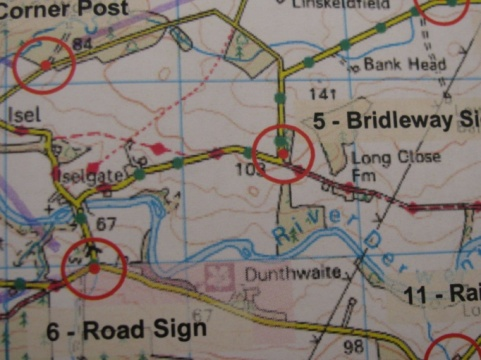 Corner Post
Linskeldfield
84
Bank Head
141
Isel
5 - Bridleway Si
103
Long Close
Fm
Iselgate
67
River Derwent
Dunthwaite
11 - Rai
67
6 - Road Sign
98